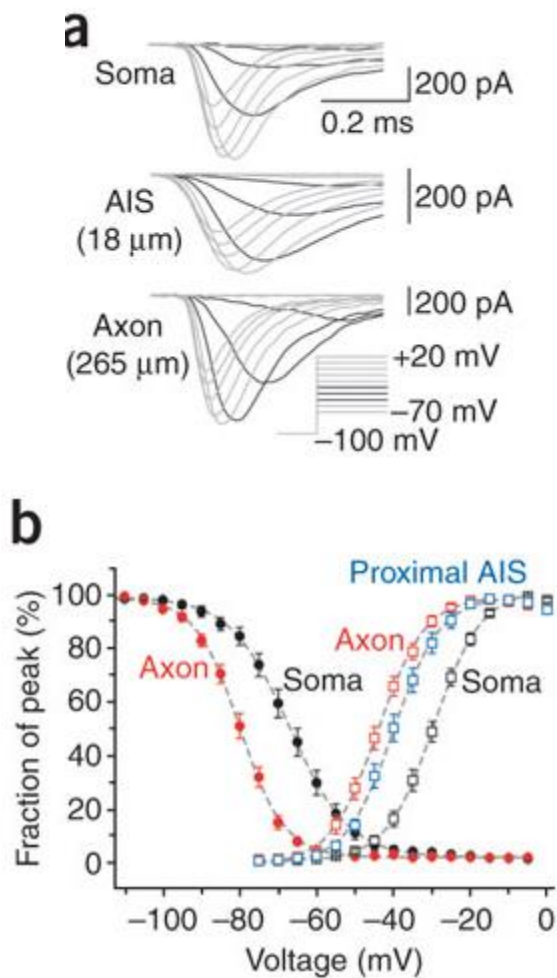 a
Soma
200 pA
0.2 ms
AIS
(18 μm)
200 pA
Axon
(265 μm)
200 pA
+20 mV
−70 mV
−100 mV
b
Fraction of peak (%)
100
80
60
40
20
0
Proximal AIS
Axon
Axon
Soma
Soma
−100 −80 −60 −40 −20 0
Voltage (mV)